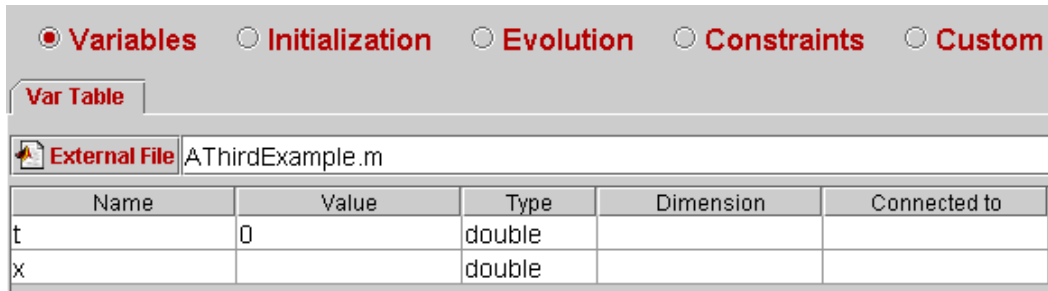 Variables Initialization Evolution Constraints Custom
Var Table
External File AThirdExample.m
Name Value Type Dimension Connected to
t 0 double
x double